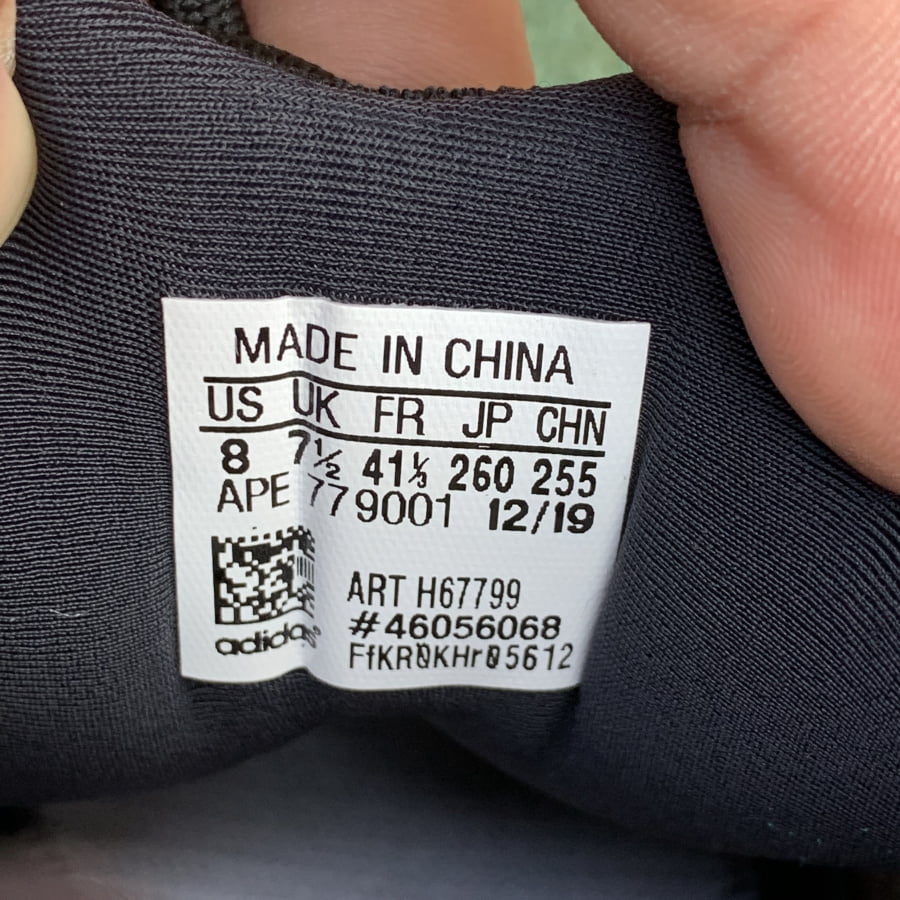 MADE IN CHINA
US UK FR JP CHN
8 7½ 41⅓ 260 255
APE 779001 12/19
ART H67799
#46056068
FfKR0KHr05612
adidas